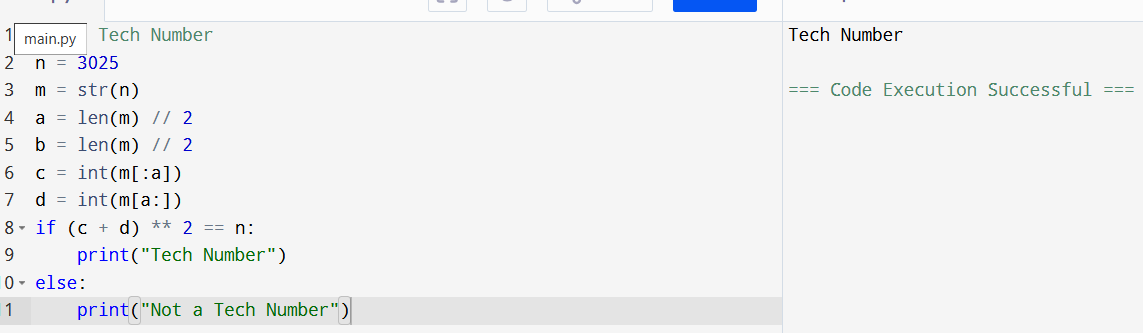 main.py
1 Tech Number
2 n = 3025
3 m = str(n)
4 a = len(m) // 2
5 b = len(m) // 2
6 c = int(m[:a])
7 d = int(m[a:])
8 if (c + d) ** 2 == n:
9 print("Tech Number")
0 else:
1 print("Not a Tech Number")
Tech Number
=== Code Execution Successful ===